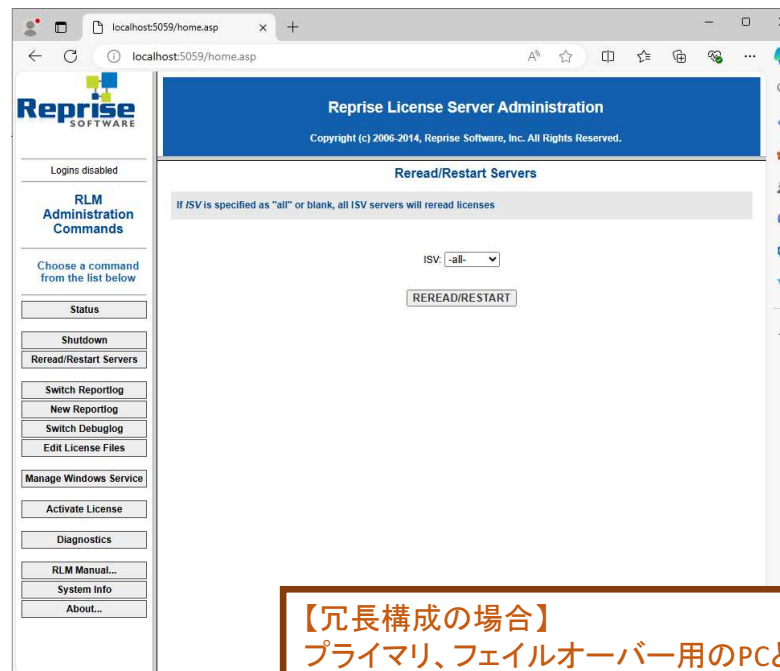 localhost:5059/home.asp
localhost:5059/home.asp
Reprise
SOFTWARE
Reprise License Server Administration
Copyright (c) 2006-2014, Reprise Software, Inc. All Rights Reserved.
Logins disabled
RLM
Administration
Commands
Choose a command
from the list below
Status
Shutdown
Reread/Restart Servers
Switch Reportlog
New Reportlog
Switch Debuglog
Edit License Files
Manage Windows Service
Activate License
Diagnostics
RLM Manual...
System Info
About...
Reread/Restart Servers
If ISV is specified as "all" or blank, all ISV servers will reread licenses
ISV: -all-
REREAD/RESTART
【冗長構成の場合】
プライマリ、フェイルオーバー用のPCと